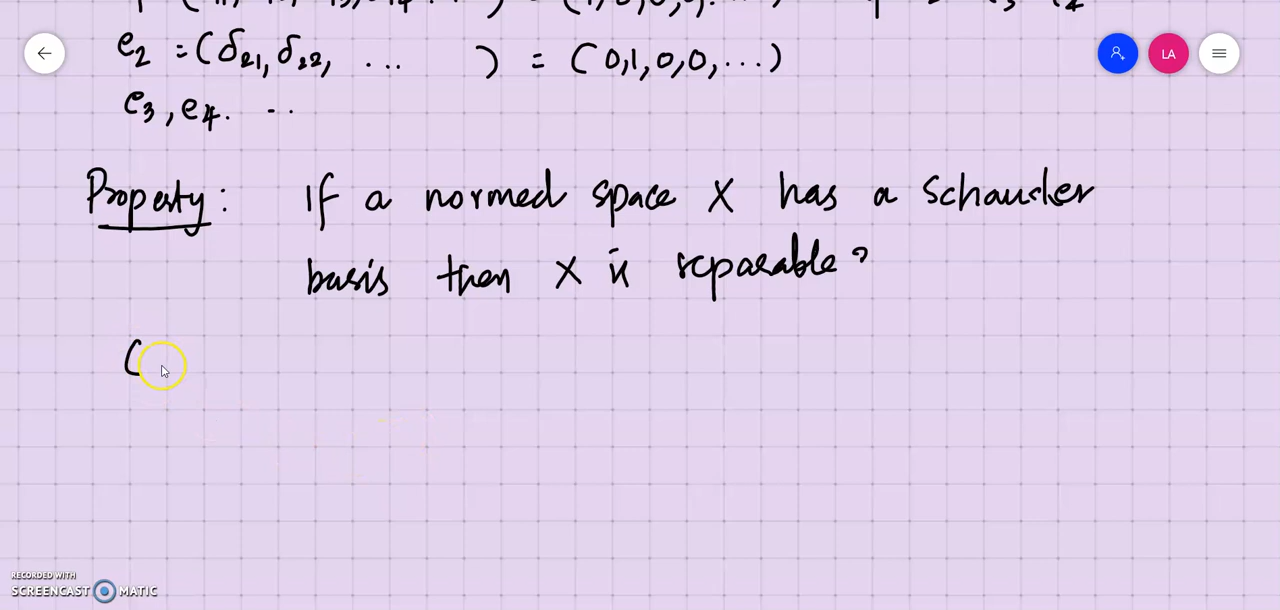 e2 = (δ21, δ22, ... ) = (0,1,0,0,...)
e3, e4. ...
Property: If a normed space X has a schauder
basis then X is separable?
(
LA
RECORDED WITH
SCREENCAST MATIC